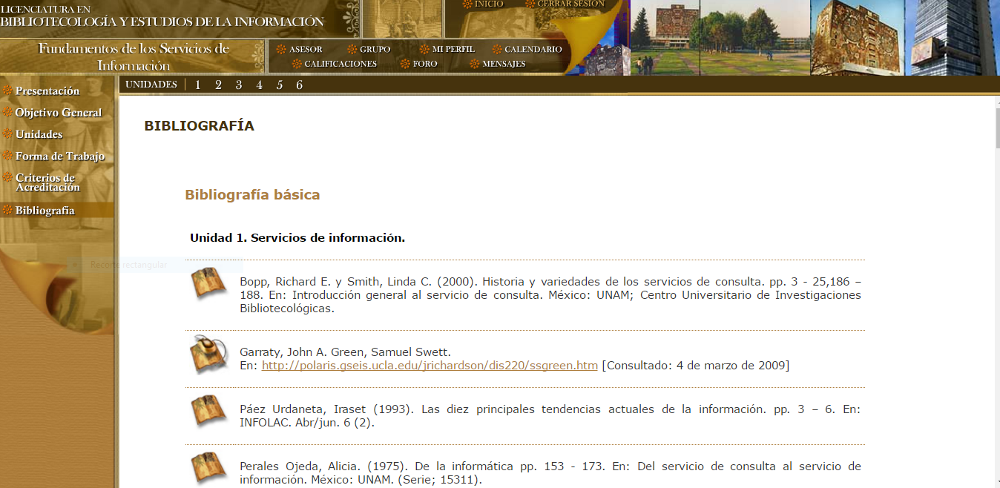 LICENCIATURA EN
BIBLIOTECOLOGÍA Y ESTUDIOS DE LA INFORMACIÓN
INICIO
CERRAR SESIÓN
Fundamentos de los Servicios de
Información
ASESOR
GRUPO
MI PERFIL
CALENDARIO
CALIFICACIONES
FORO
MENSAJES
UNIDADES 1 2 3 4 5 6
Presentación
Objetivo General
Unidades
Forma de Trabajo
Criterios de
Acreditación
Bibliografía
Recorte rectangular
BIBLIOGRAFÍA
Bibliografía básica
Unidad 1. Servicios de información.
Bopp, Richard E. y Smith, Linda C. (2000). Historia y variedades de los servicios de consulta. pp. 3 - 25,186 –
188. En: Introducción general al servicio de consulta. México: UNAM; Centro Universitario de Investigaciones
Bibliotecológicas.
Garraty, John A. Green, Samuel Swett.
En: http://polaris.gseis.ucla.edu/jrichardson/dis220/ssgreen.htm [Consultado: 4 de marzo de 2009]
Páez Urdaneta, Iraset (1993). Las diez principales tendencias actuales de la información. pp. 3 – 6. En:
INFOLAC. Abr/jun. 6 (2).
Perales Ojeda, Alicia. (1975). De la informática pp. 153 - 173. En: Del servicio de consulta al servicio de
información. México: UNAM. (Serie; 15311).